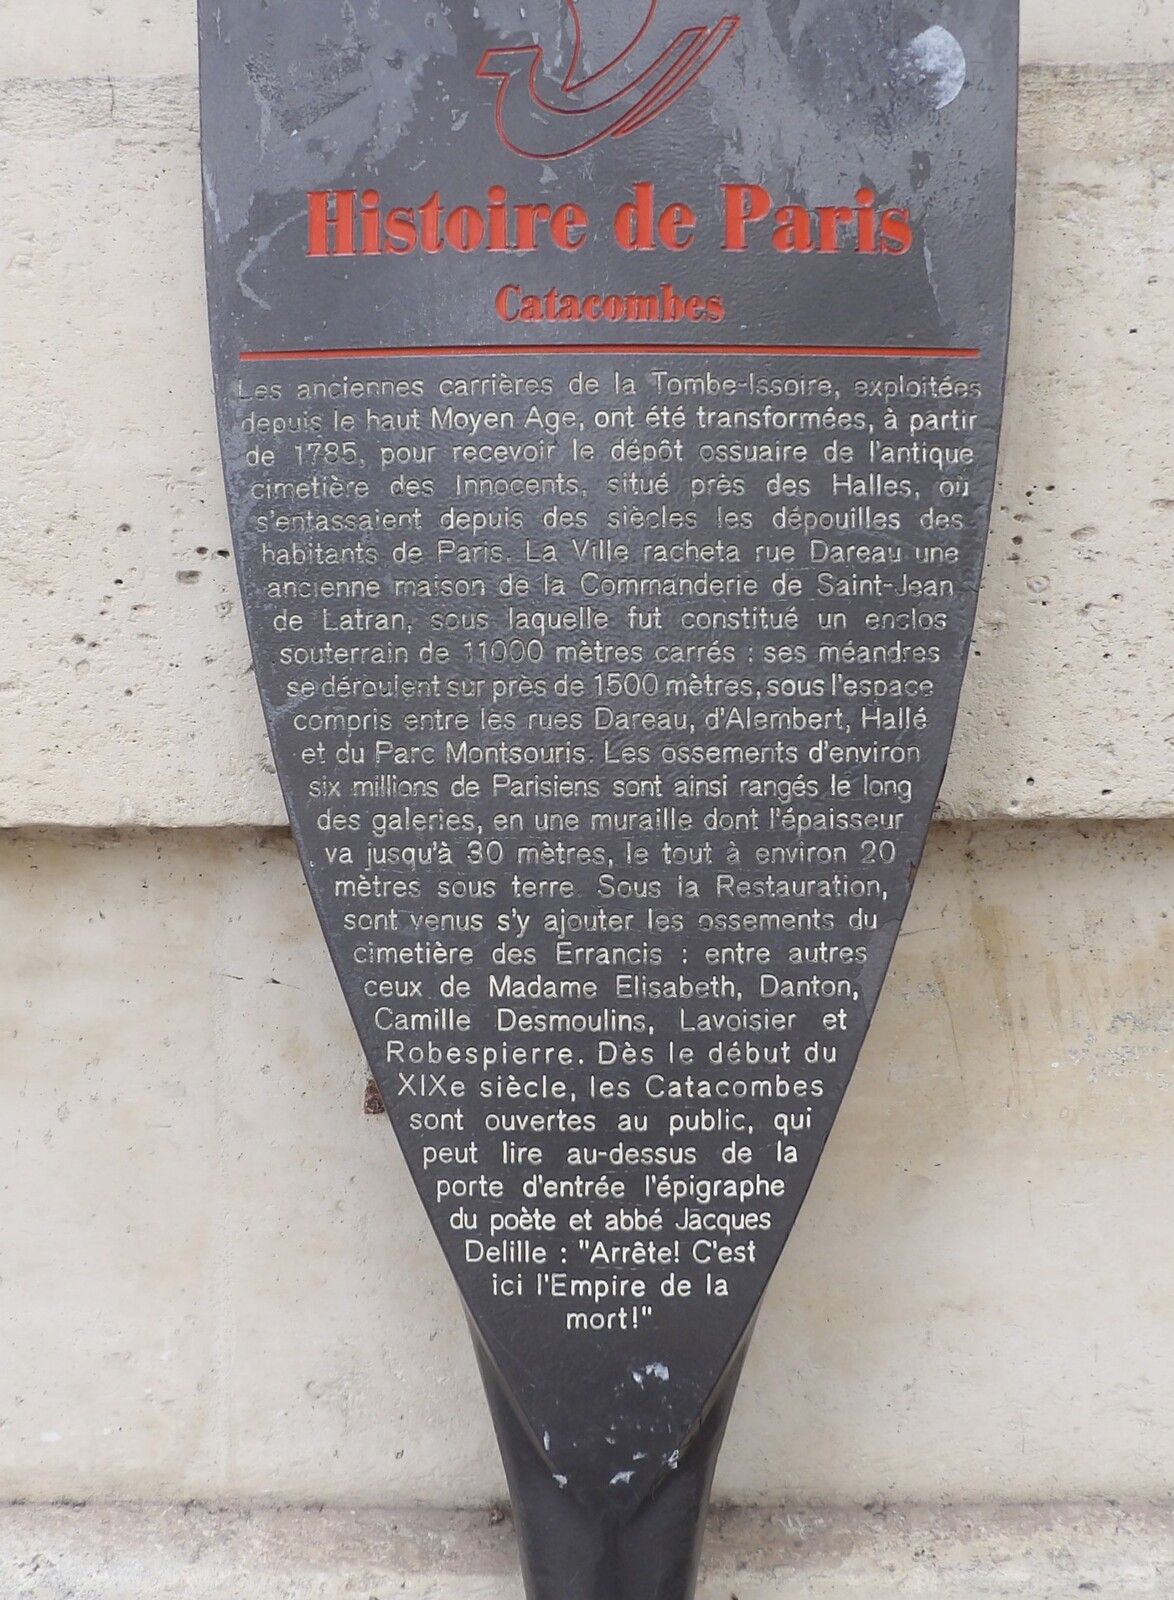 Histoire de Paris
Catacombes
Les anciennes carrières de la Tombe-Issoire, exploitées
depuis le haut Moyen Age, ont été transformées, à partir
de 1785, pour recevoir le dépôt ossuaire de l'antique
cimetière des Innocents, situé près des Halles, où
s'entassaient depuis des siècles les dépouilles des
habitants de Paris. La Ville racheta rue Dareau une
ancienne maison de la Commanderie de Saint-Jean
de Latran, sous laquelle fut constitué un enclos
souterrain de 11000 mètres carrés : ses méandres
se déroulent sur près de 1500 mètres, sous l'espace
compris entre les rues Dareau, d'Alembert, Hallé
et du Parc Montsouris. Les ossements d'environ
six millions de Parisiens sont ainsi rangés le long
des galeries, en une muraille dont l'épaisseur
va jusqu'à 30 mètres, le tout à environ 20
mètres sous terre. Sous la Restauration,
sont venus s'y ajouter les ossements du
cimetière des Errancis : entre autres
ceux de Madame Elisabeth, Danton,
Camille Desmoulins, Lavoisier et
Robespierre. Dès le début du
XIXe siècle, les Catacombes
sont ouvertes au public, qui
peut lire au-dessus de la
porte d'entrée l'épigraphe
du poète et abbé Jacques
Delille : "Arrête! C'est
ici l'Empire de la
mort!"